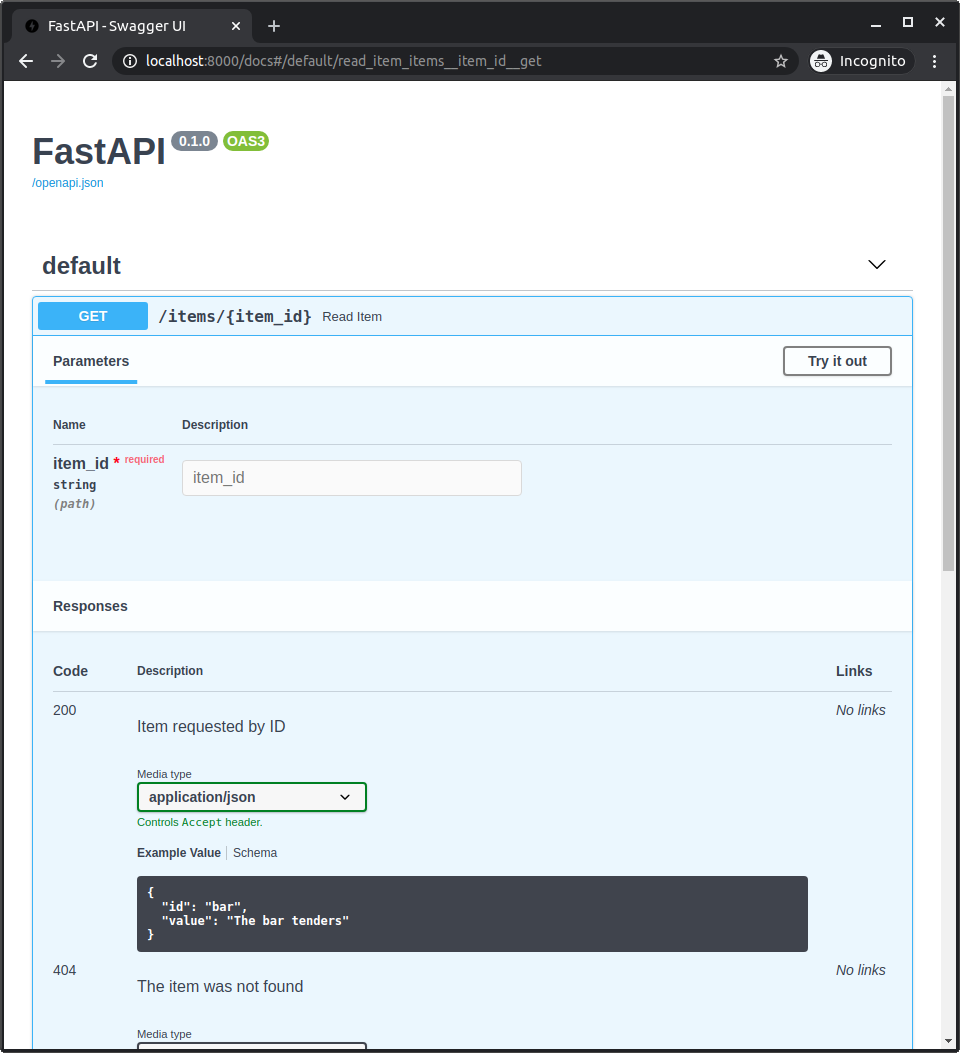 FastAPI - Swagger UI
localhost:8000/docs#/default/read_item_items__item_id__get
Incognito
FastAPI 0.1.0 OAS3
/openapi.json
default
GET /items/{item_id} Read Item
Parameters
Try it out
Name Description
item_id * required
string
(path)
item_id
Responses
Code Description Links
200 No links
Item requested by ID
Media type
application/json
Controls Accept header.
Example Value Schema
{
"id": "bar",
"value": "The bar tenders"
}
404 No links
The item was not found
Media type